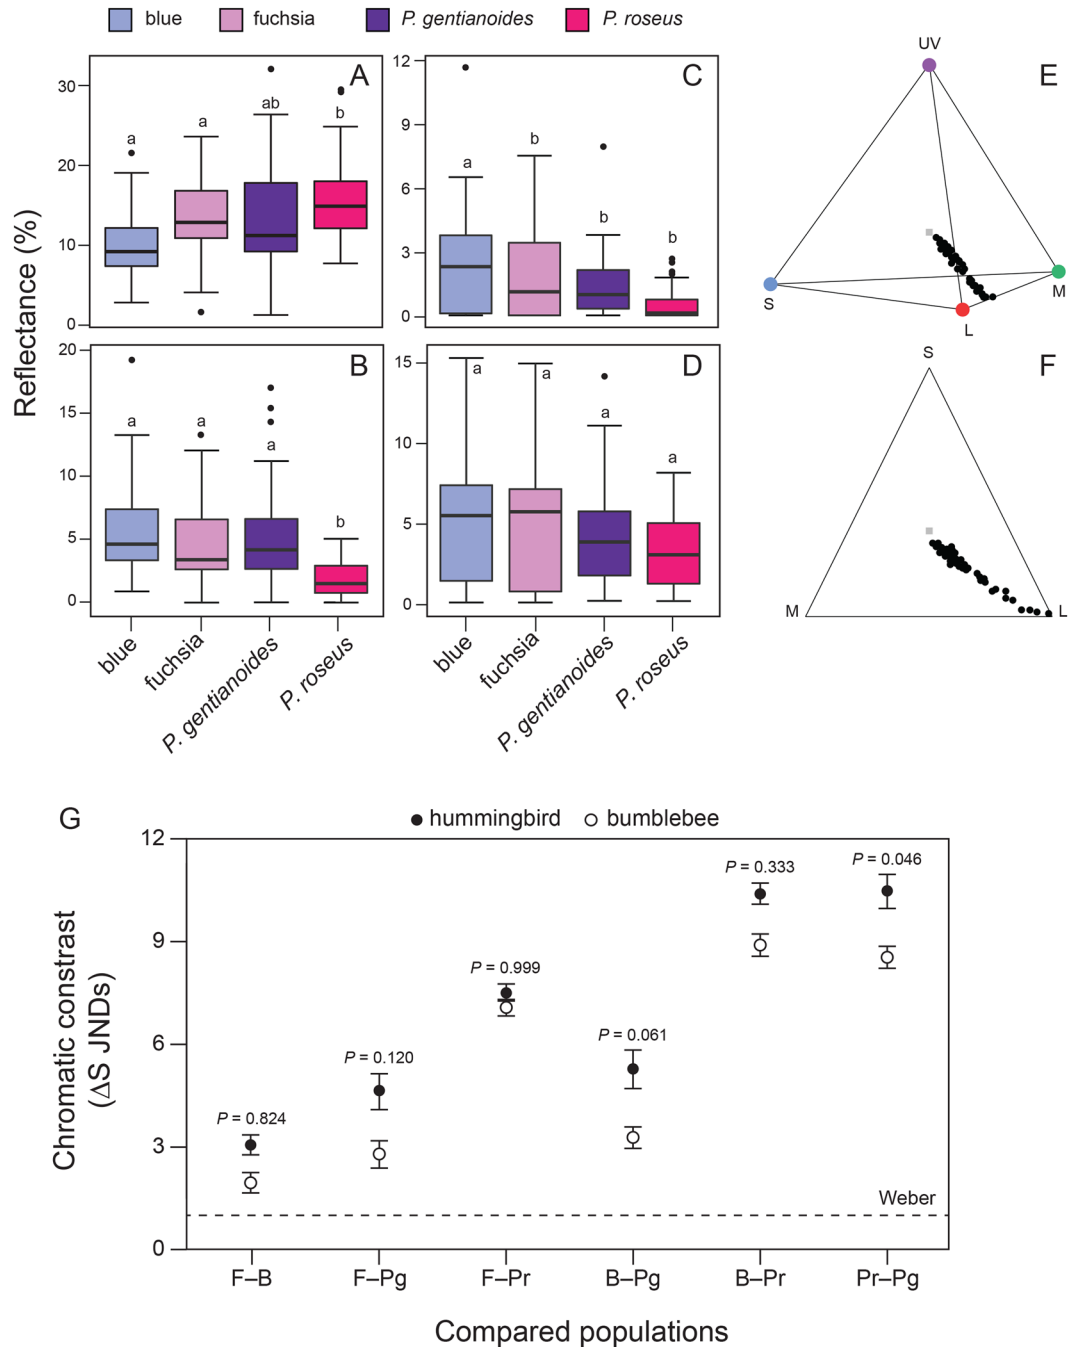 blue fuchsia P. gentianoides P. roseus
Reflectance (%)
A
30
20
10
0
a
a
ab
b
C
12
9
6
3
0
a
b
b
b
B
20
15
10
5
0
a
a
a
b
blue
fuchsia
P. gentianoides
P. roseus
D
15
10
5
0
a
a
a
a
blue
fuchsia
P. gentianoides
P. roseus
E
UV
S
M
L
F
S
M
L
G
hummingbird bumblebee
Chromatic constrast
(ΔS JNDs)
12
9
6
3
0
P = 0.824
P = 0.120
P = 0.999
P = 0.061
P = 0.333
P = 0.046
Weber
F–B F–Pg F–Pr B–Pg B–Pr Pr–Pg
Compared populations